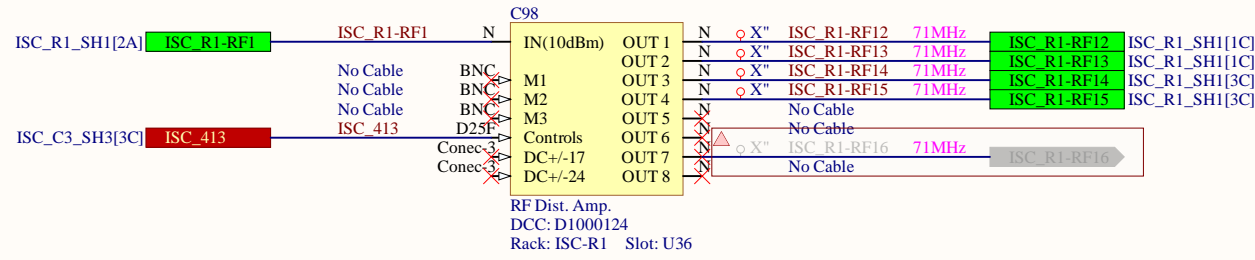 C98
ISC_R1_SH1[2A] ISC_R1-RF1 ISC_R1-RF1 N IN(10dBm) OUT 1 N X" ISC_R1-RF12 71MHz ISC_R1-RF12 ISC_R1_SH1[1C]
OUT 2 N X" ISC_R1-RF13 71MHz ISC_R1-RF13 ISC_R1_SH1[1C]
No Cable BNC M1 OUT 3 N X" ISC_R1-RF14 71MHz ISC_R1-RF14 ISC_R1_SH1[3C]
No Cable BNC M2 OUT 4 N X" ISC_R1-RF15 71MHz ISC_R1-RF15 ISC_R1_SH1[3C]
No Cable BNC M3 OUT 5 N No Cable
ISC_C3_SH3[3C] ISC_413 ISC_413 D25F Controls OUT 6 N No Cable
Conec-3 DC+/-17 OUT 7 N X" ISC_R1-RF16 71MHz ISC_R1-RF16
Conec-3 DC+/-24 OUT 8 N No Cable
RF Dist. Amp.
DCC: D1000124
Rack: ISC-R1 Slot: U36